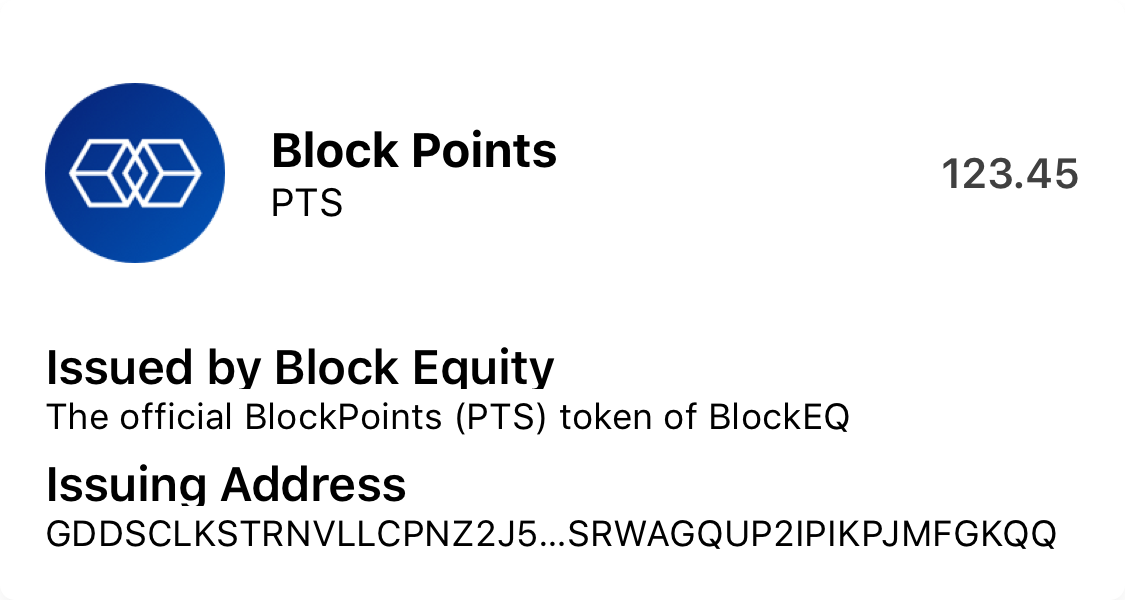 Block Points
PTS
123.45
Issued by Block Equity
The official BlockPoints (PTS) token of BlockEQ
Issuing Address
GDDSCLKSTRNVLLCPNZ2J5...SRWAGQUP2IPIKPJMFGKQQ